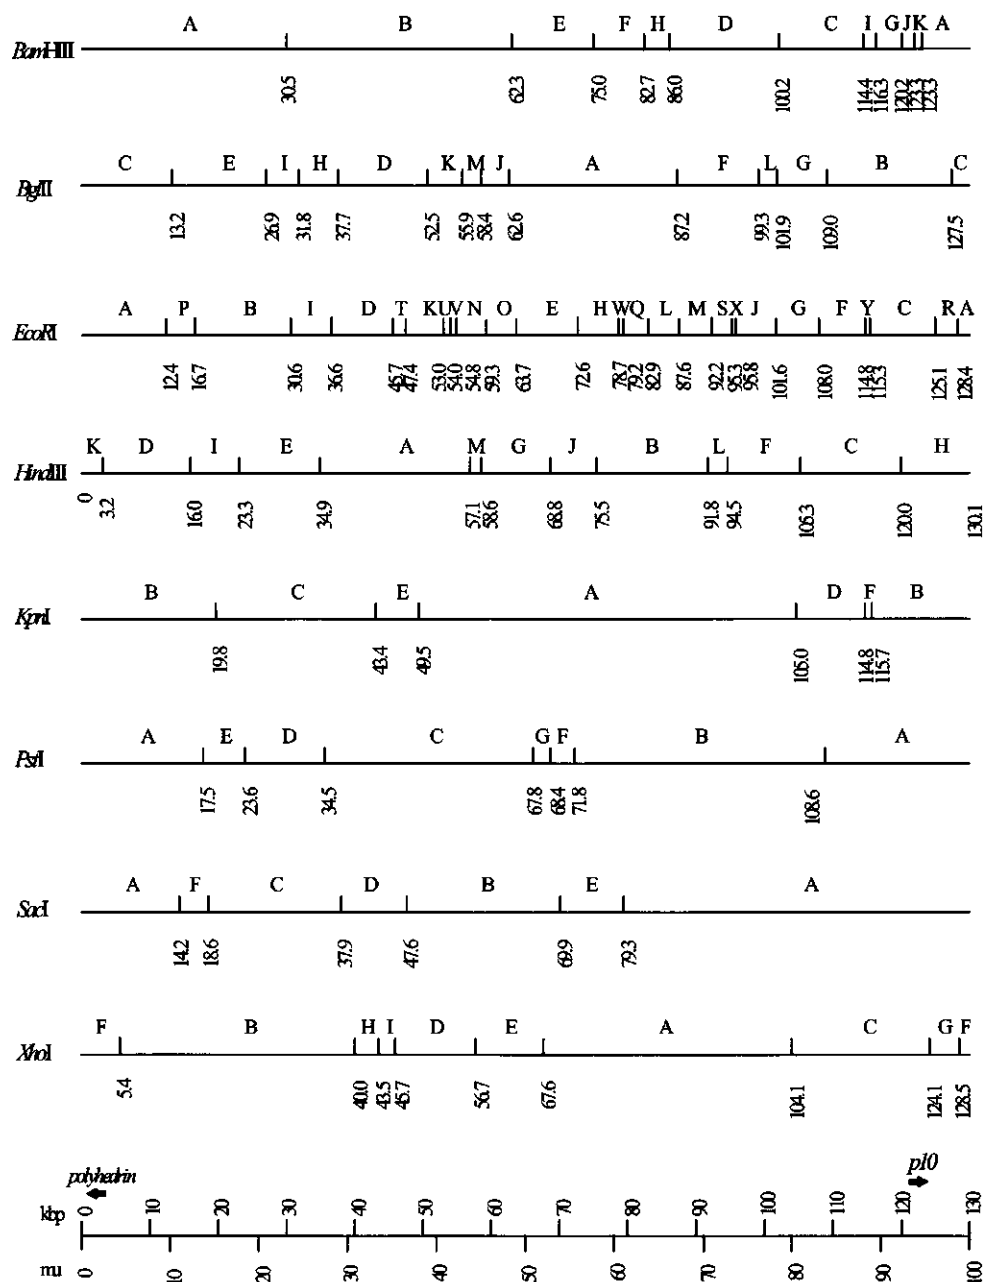 A B E F H D C I G J K A
BamHIII
30.5 62.3 75.0 82.7 86.0 100.2 114.4 116.3 120.2 123.3
C E I H D K M J A F L G B C
BglII
13.2 26.9 31.8 37.7 52.5 55.9 58.4 62.6 87.2 99.3 101.9 109.0 127.5
A P B I D T K U V N O E H W Q L M S X J G F Y C R A
EcoRI
12.4 16.7 30.6 36.6 45.7 47.4 53.0 54.0 54.8 59.3 63.7 72.6 78.7 79.2 82.9 87.6 92.2 95.3 95.8 101.6 108.0 114.8 115.3 125.1 128.4
K D I E A M G J B L F C H
HindIII
0 3.2 16.0 23.3 34.9 57.1 58.6 68.8 75.5 91.8 94.5 105.3 120.0 130.1
B C E A D F B
KpnI
19.8 43.4 49.5 105.0 114.8 115.7
A E D C G F B A
PstI
17.5 23.6 34.5 67.8 68.4 71.8 108.6
A F C D B E A
SacI
14.2 18.6 37.9 47.6 69.9 79.3
F B H I D E A C G F
XhoI
5.4 40.0 43.5 45.7 56.7 67.6 104.1 124.1 128.5
polyhedrin p10
kbp 0 10 20 30 40 50 60 70 80 90 100 110 120 130
mu 0 10 20 30 40 50 60 70 80 90 100